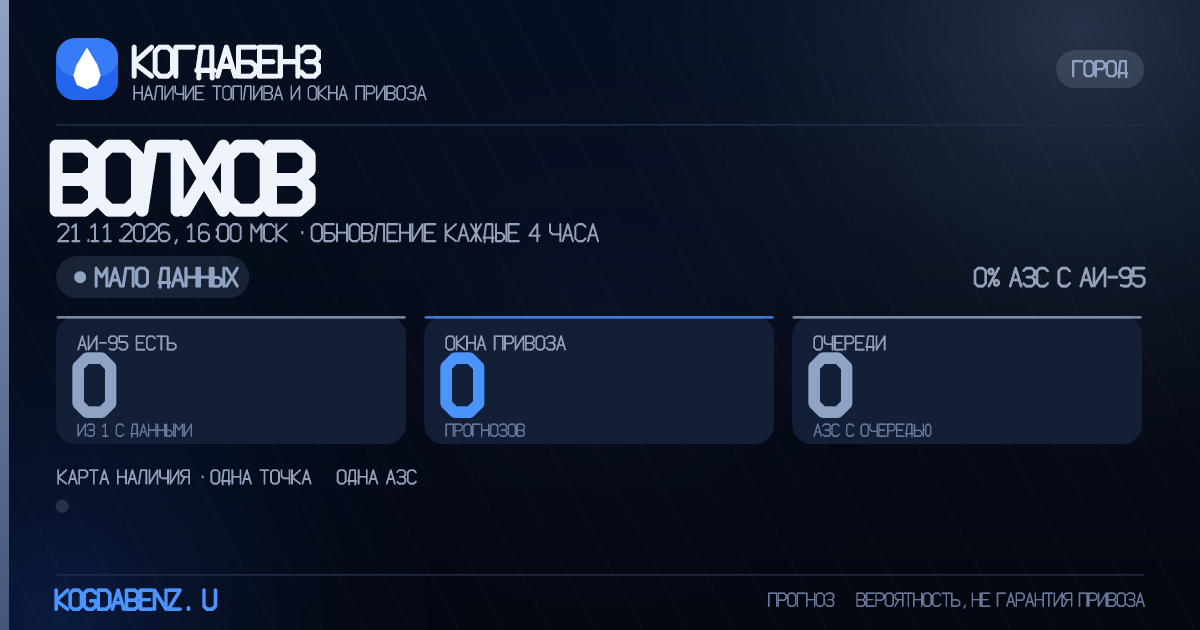 КОГДАБЕНЗ
НАЛИЧИЕ ТОПЛИВА И ОКНА ПРИВОЗА
ГОРОД
ВОЛХОВ
21.11.2026, 16:00 МСК · ОБНОВЛЕНИЕ КАЖДЫЕ 4 ЧАСА
МАЛО ДАННЫХ
0% АЗС С АИ-95
АИ-95 ЕСТЬ
0
ИЗ 1 С ДАННЫМИ
ОКНА ПРИВОЗА
0
ПРОГНОЗОВ
ОЧЕРЕДИ
0
АЗС С ОЧЕРЕДЬЮ
КАРТА НАЛИЧИЯ · ОДНА ТОЧКА ОДНА АЗС
KOGDABENZ. U
ПРОГНОЗ ВЕРОЯТНОСТЬ, НЕ ГАРАНТИЯ ПРИВОЗА